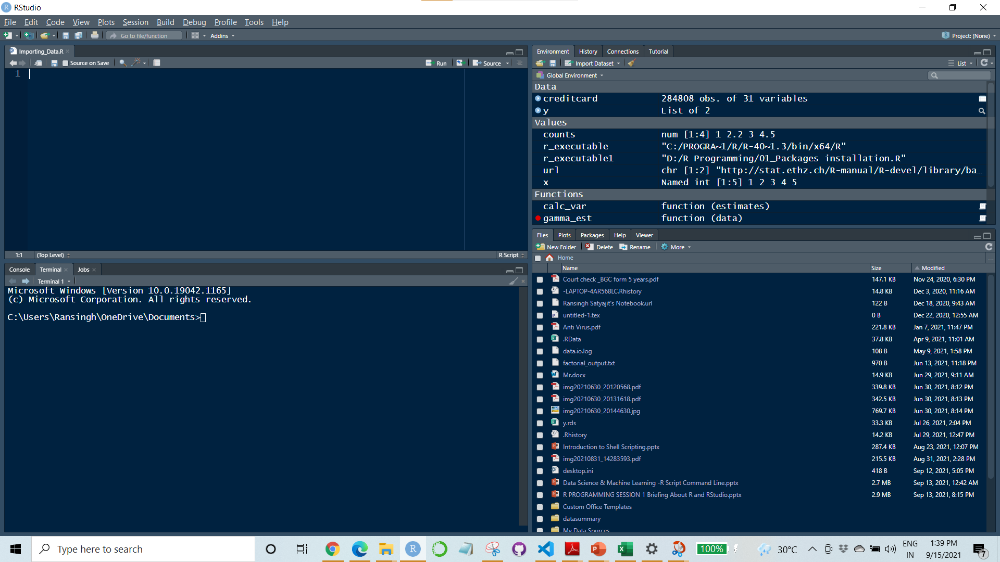 RStudio
File Edit Code View Plots Session Build Debug Profile Tools Help
Go to file/function Addins Project: (None)
Importing_Data.R
Source on Save Run Source
1
1:1 (Top Level) R Script
Console Terminal Jobs
Terminal 1
Microsoft Windows [Version 10.0.19042.1165]
(c) Microsoft Corporation. All rights reserved.
C:\Users\Ransingh\OneDrive\Documents>
Environment History Connections Tutorial
Import Dataset List
Global Environment
Data
creditcard 284808 obs. of 31 variables
y List of 2
Values
counts num [1:4] 1 2.2 3 4.5
r_executable "C:/PROGRA~1/R/R-40~1.3/bin/x64/R"
r_executable1 "D:/R Programming/01_Packages installation.R"
url chr [1:2] "http://stat.ethz.ch/R-manual/R-devel/library/ba…
x Named int [1:5] 1 2 3 4 5
Functions
calc_var function (estimates)
gamma_est function (data)
Files Plots Packages Help Viewer
New Folder Delete Rename More
Home ...
Name Size Modified
Court check _BGC form 5 years.pdf 147.1 KB Nov 24, 2020, 6:30 PM
-LAPTOP-4AR568LC.Rhistory 14.8 KB Dec 3, 2020, 11:16 AM
Ransingh Satyajit's Notebook.url 122 B Dec 18, 2020, 9:43 AM
untitled-1.tex 0 B Dec 22, 2020, 12:55 AM
Anti Virus.pdf 221.8 KB Jan 7, 2021, 11:47 PM
.RData 37.8 KB Apr 9, 2021, 11:01 AM
data.io.log 108 B May 9, 2021, 1:58 PM
factorial_output.txt 970 B Jun 13, 2021, 11:18 PM
Mr.docx 14.9 KB Jun 29, 2021, 9:11 AM
img20210630_20120568.pdf 339.8 KB Jun 30, 2021, 8:12 PM
img20210630_20131618.pdf 342.5 KB Jun 30, 2021, 8:13 PM
img20210630_20144630.jpg 769.7 KB Jun 30, 2021, 8:14 PM
y.rds 33.3 KB Jul 26, 2021, 2:04 PM
.Rhistory 14.2 KB Jul 29, 2021, 12:47 PM
Introduction to Shell Scripting.pptx 287.4 KB Aug 23, 2021, 12:07 PM
img20210831_14283593.pdf 215.5 KB Aug 31, 2021, 2:28 PM
desktop.ini 418 B Sep 12, 2021, 5:05 PM
Data Science & Machine Learning -R Script Command Line.pptx 2.7 MB Sep 13, 2021, 12:42 AM
R PROGRAMMING SESSION 1 Briefing About R and RStudio.pptx 2.9 MB Sep 13, 2021, 8:15 PM
Custom Office Templates
datasummary
My Data Sources
Type here to search 100% 30°C ENG IN 1:39 PM 9/15/2021 7